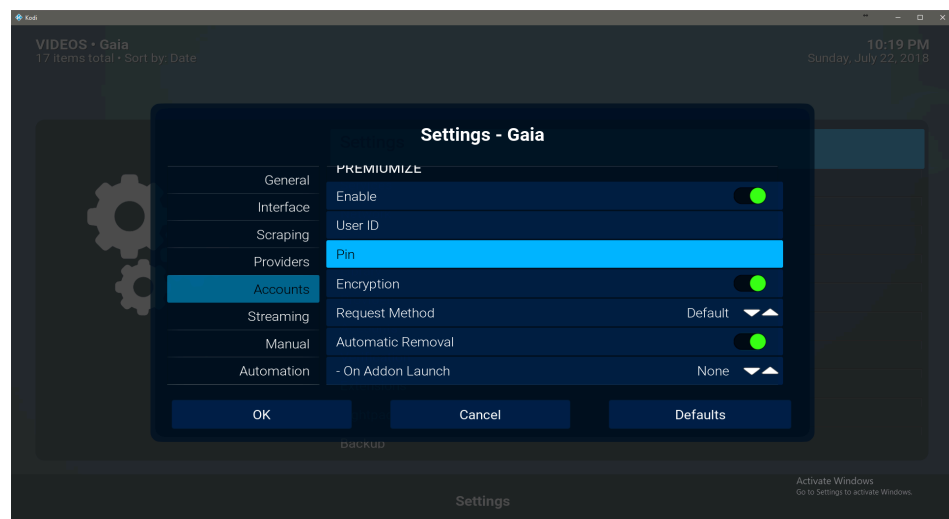 Kodi
VIDEOS • Gaia
17 items total • Sort by: Date
10:19 PM
Sunday, July 22, 2018
Settings - Gaia
Settings
General
Interface
Scraping
Providers
Accounts
Streaming
Manual
Automation
PREMIUMIZE
Enable
User ID
Pin
Encryption
Request Method Default
Automatic Removal
- On Addon Launch None
OK Cancel Defaults
Backup
Settings
Activate Windows
Go to Settings to activate Windows.